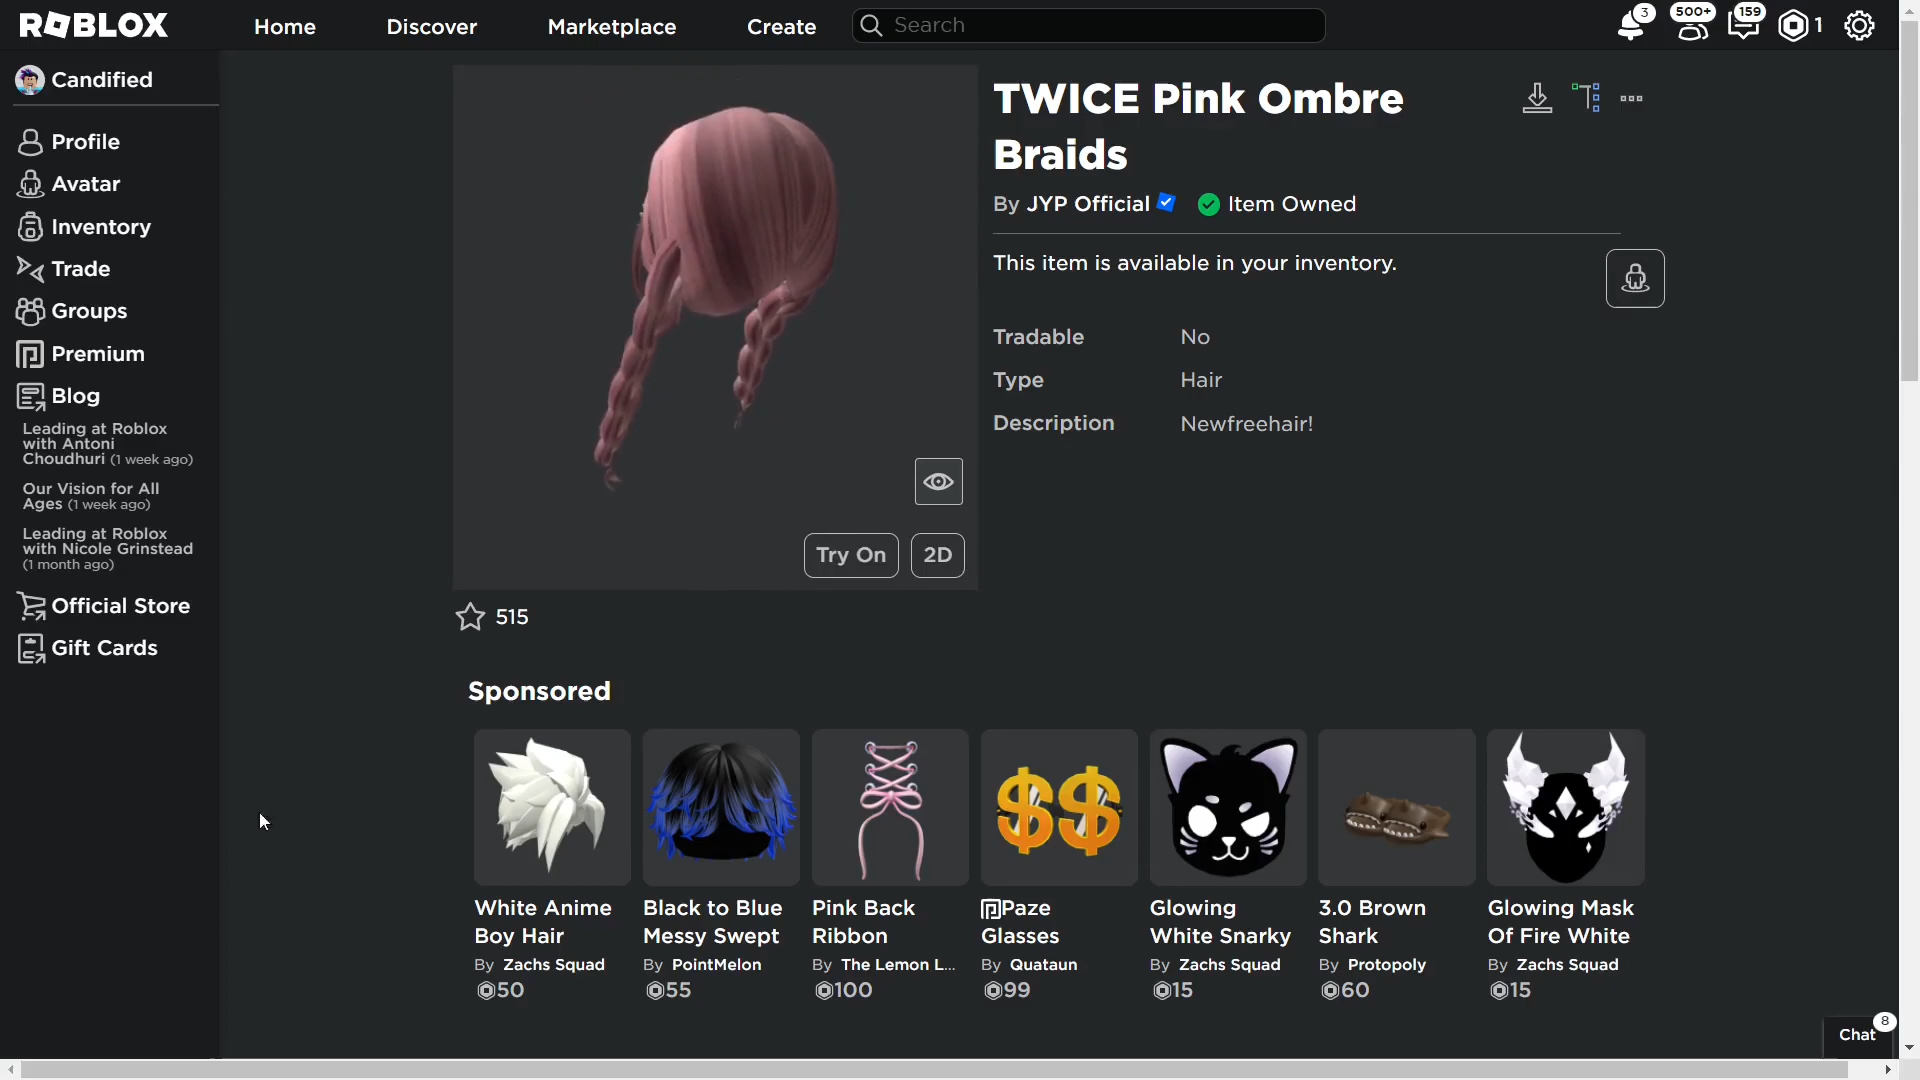 ROBLOX
Home
Discover
Marketplace
Create
Search
3
500+
159
1
Candified
Profile
Avatar
Inventory
Trade
Groups
Premium
Blog
Leading at Roblox
with Antoni
Choudhuri (1 week ago)
Our Vision for All
Ages (1 week ago)
Leading at Roblox
with Nicole Grinstead
(1 month ago)
Official Store
Gift Cards
TWICE Pink Ombre
Braids
By JYP Official
Item Owned
This item is available in your inventory.
Tradable No
Type Hair
Description Newfreehair!
Try On
2D
515
Sponsored
White Anime
Boy Hair
By Zachs Squad
50
Black to Blue
Messy Swept
By PointMelon
55
Pink Back
Ribbon
By The Lemon L...
100
Paze
Glasses
By Quataun
99
Glowing
White Snarky
By Zachs Squad
15
3.0 Brown
Shark
By Protopoly
60
Glowing Mask
Of Fire White
By Zachs Squad
15
Chat
8